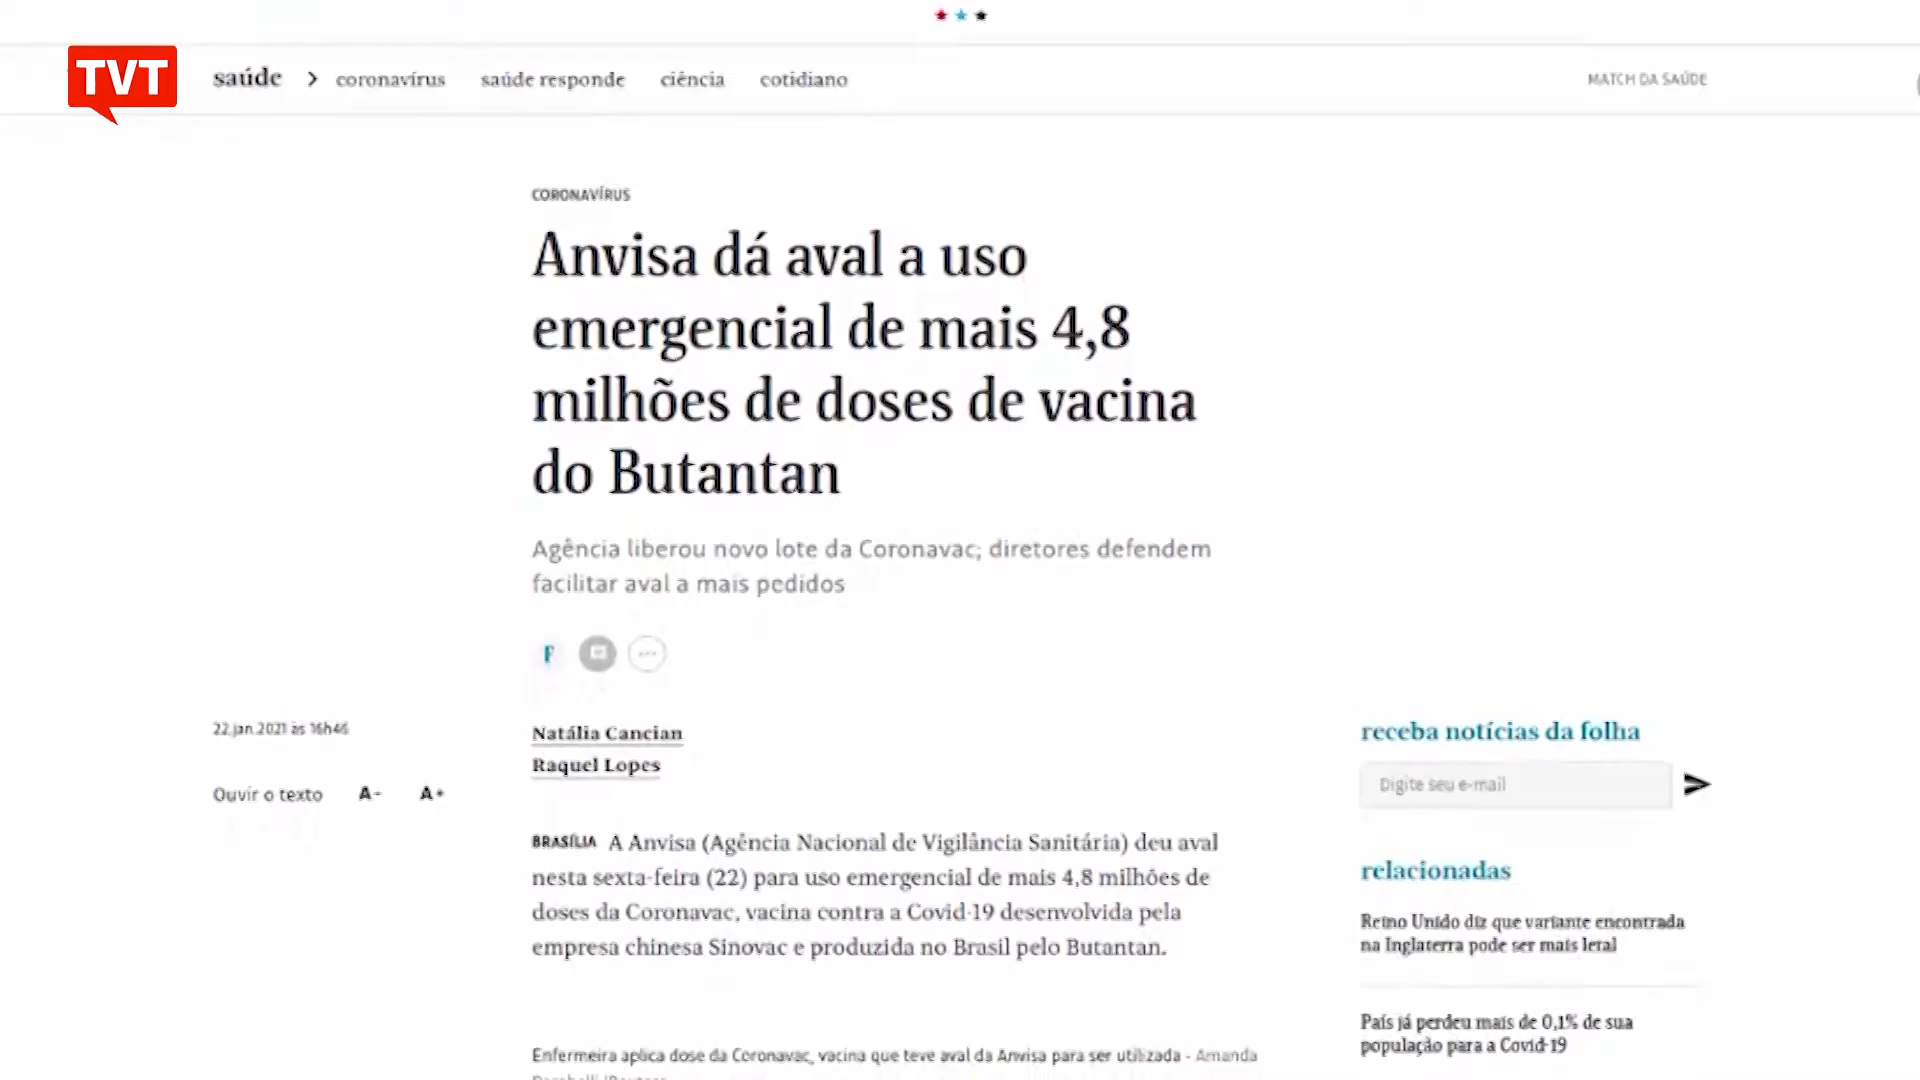 TVT
saúde > coronavírus saúde responde ciência cotidiano MATCH DA SAÚDE
CORONAVÍRUS
Anvisa dá aval a uso
emergencial de mais 4,8
milhões de doses de vacina
do Butantan
Agência liberou novo lote da Coronavac; diretores defendem
facilitar aval a mais pedidos
F
22.jan.2021 às 16h46
Ouvir o texto A- A+
Natália Cancian
Raquel Lopes
BRASÍLIA A Anvisa (Agência Nacional de Vigilância Sanitária) deu aval
nesta sexta-feira (22) para uso emergencial de mais 4,8 milhões de
doses da Coronavac, vacina contra a Covid-19 desenvolvida pela
empresa chinesa Sinovac e produzida no Brasil pelo Butantan.
Enfermeira aplica dose da Coronavac, vacina que teve aval da Anvisa para ser utilizada - Amanda
receba notícias da folha
Digite seu e-mail
relacionadas
Reino Unido diz que variante encontrada
na Inglaterra pode ser mais letal
País já perdeu mais de 0,1% de sua
população para a Covid-19